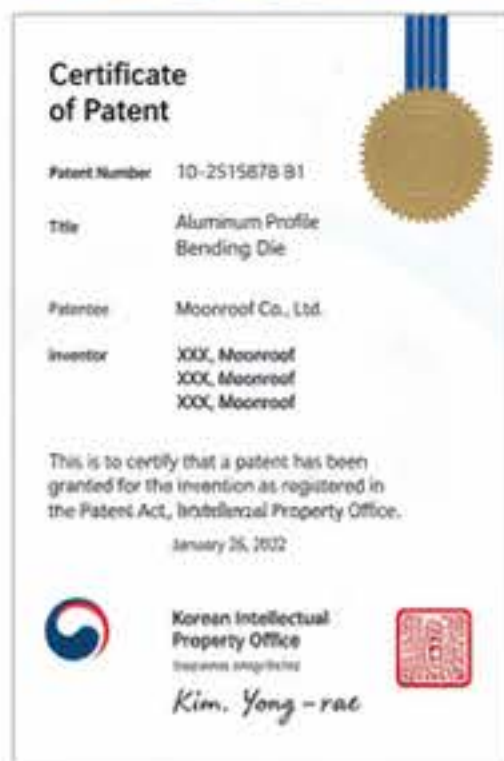 Certificate
of Patent
Patent Number 10-2515878 B1
Title Aluminum Profile
Bending Die
Patentee Moonroof Co., Ltd.
Inventor XXX, Moonroof
XXX, Moonroof
XXX, Moonroof
This is to certify that a patent has been
granted for the invention as registered in
the Patent Act, Property Office.
January 26, 2022
Korean Intellectual
Property Office
Kim, Yong-rae